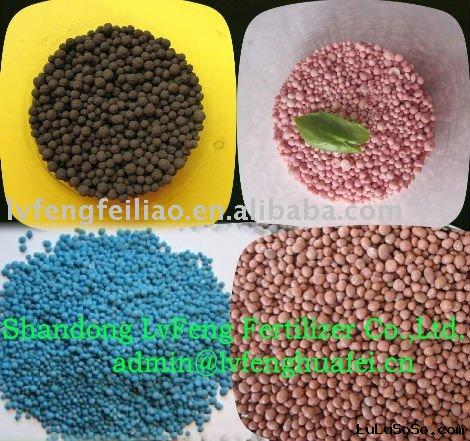 lvfengfeiliao.en.alibaba.com
Shandong LvFeng Fertilizer Co.,Ltd.
admin@lvfenghuafei.cn
LuLuSoSo.com